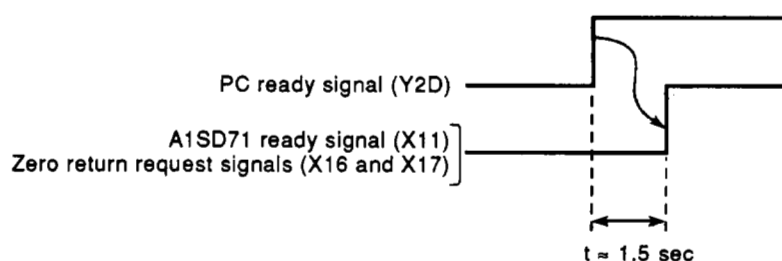 PC ready signal (Y2D)
A1SD71 ready signal (X11)
Zero return request signals (X16 and X17)
t ≈ 1.5 sec